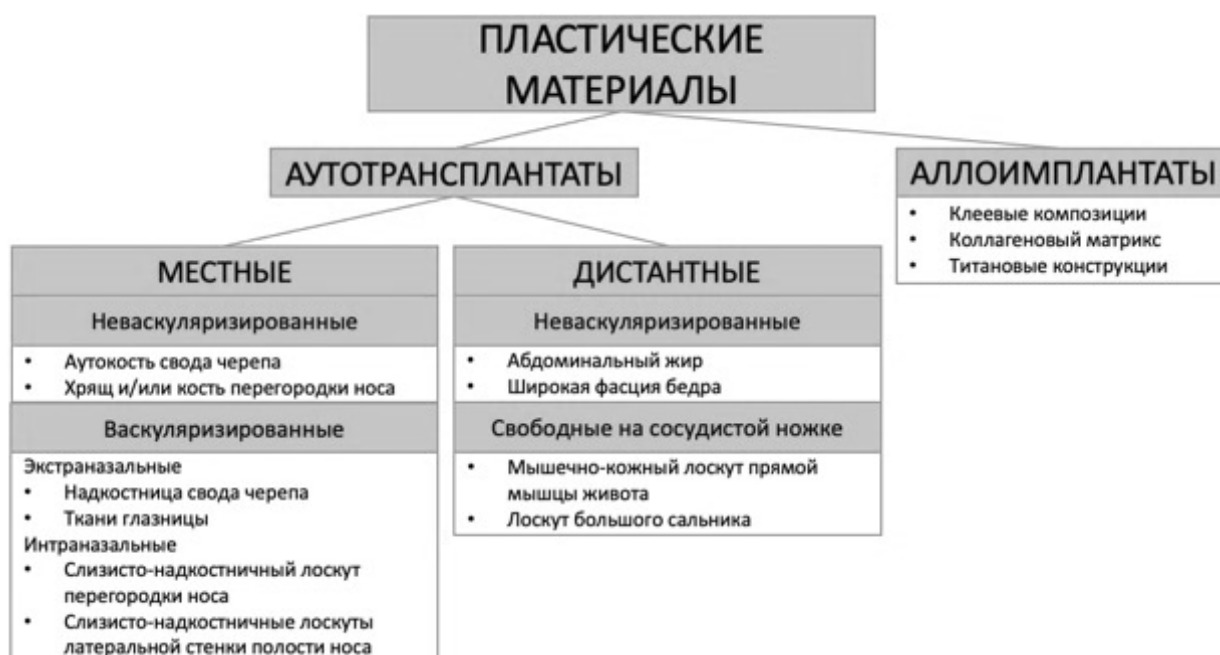 ПЛАСТИЧЕСКИЕ
МАТЕРИАЛЫ
АУТОТРАНСПЛАНТАТЫ
МЕСТНЫЕ
Неваскуляризированные
• Аутокость свода черепа
• Хрящ и/или кость перегородки носа
Васкуляризированные
Экстраназальные
• Надкостница свода черепа
• Ткани глазницы
Интраназальные
• Слизисто-надкостничный лоскут
перегородки носа
• Слизисто-надкостничные лоскуты
латеральной стенки полости носа
ДИСТАНТНЫЕ
Неваскуляризированные
• Абдоминальный жир
• Широкая фасция бедра
Свободные на сосудистой ножке
• Мышечно-кожный лоскут прямой
мышцы живота
• Лоскут большого сальника
АЛЛОИМПЛАНТАТЫ
• Клеевые композиции
• Коллагеновый матрикс
• Титановые конструкции